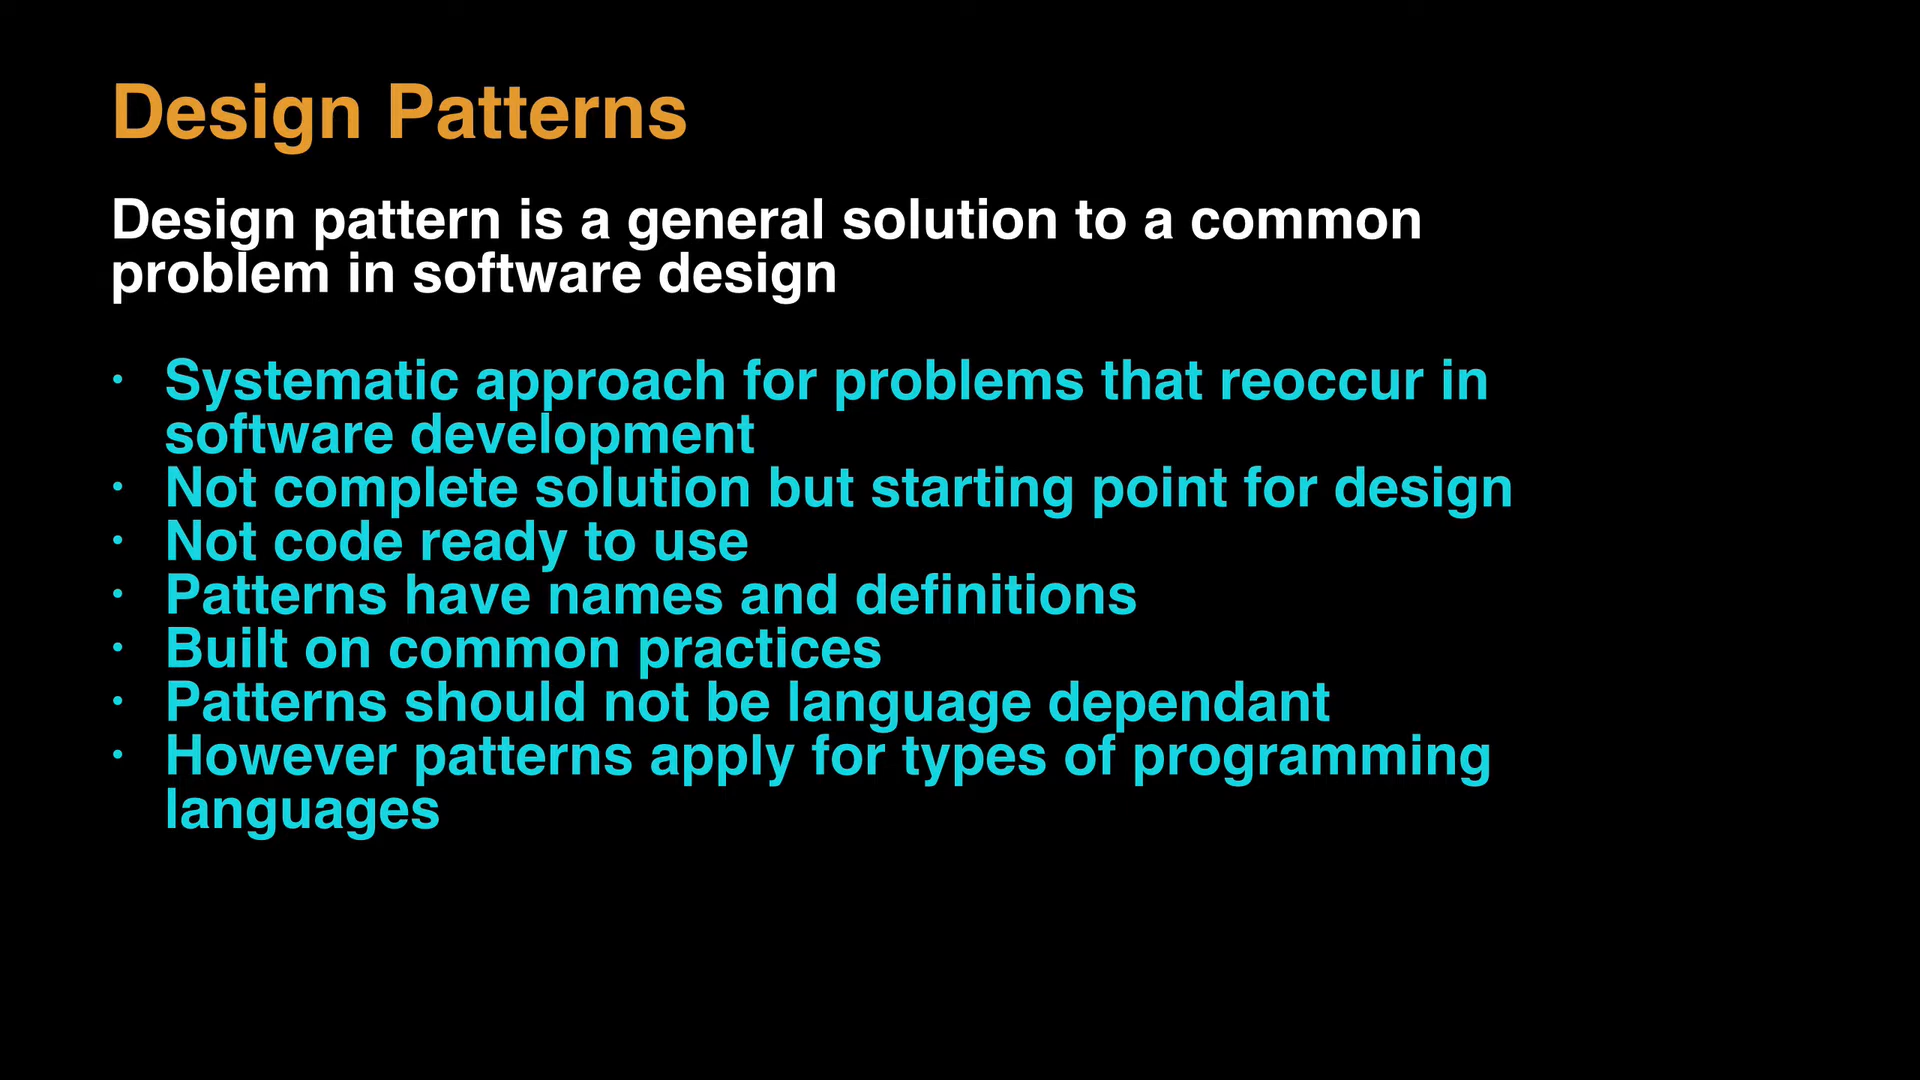 Design Patterns
Design pattern is a general solution to a common
problem in software design
· Systematic approach for problems that reoccur in
software development
· Not complete solution but starting point for design
· Not code ready to use
· Patterns have names and definitions
· Built on common practices
· Patterns should not be language dependant
· However patterns apply for types of programming
languages